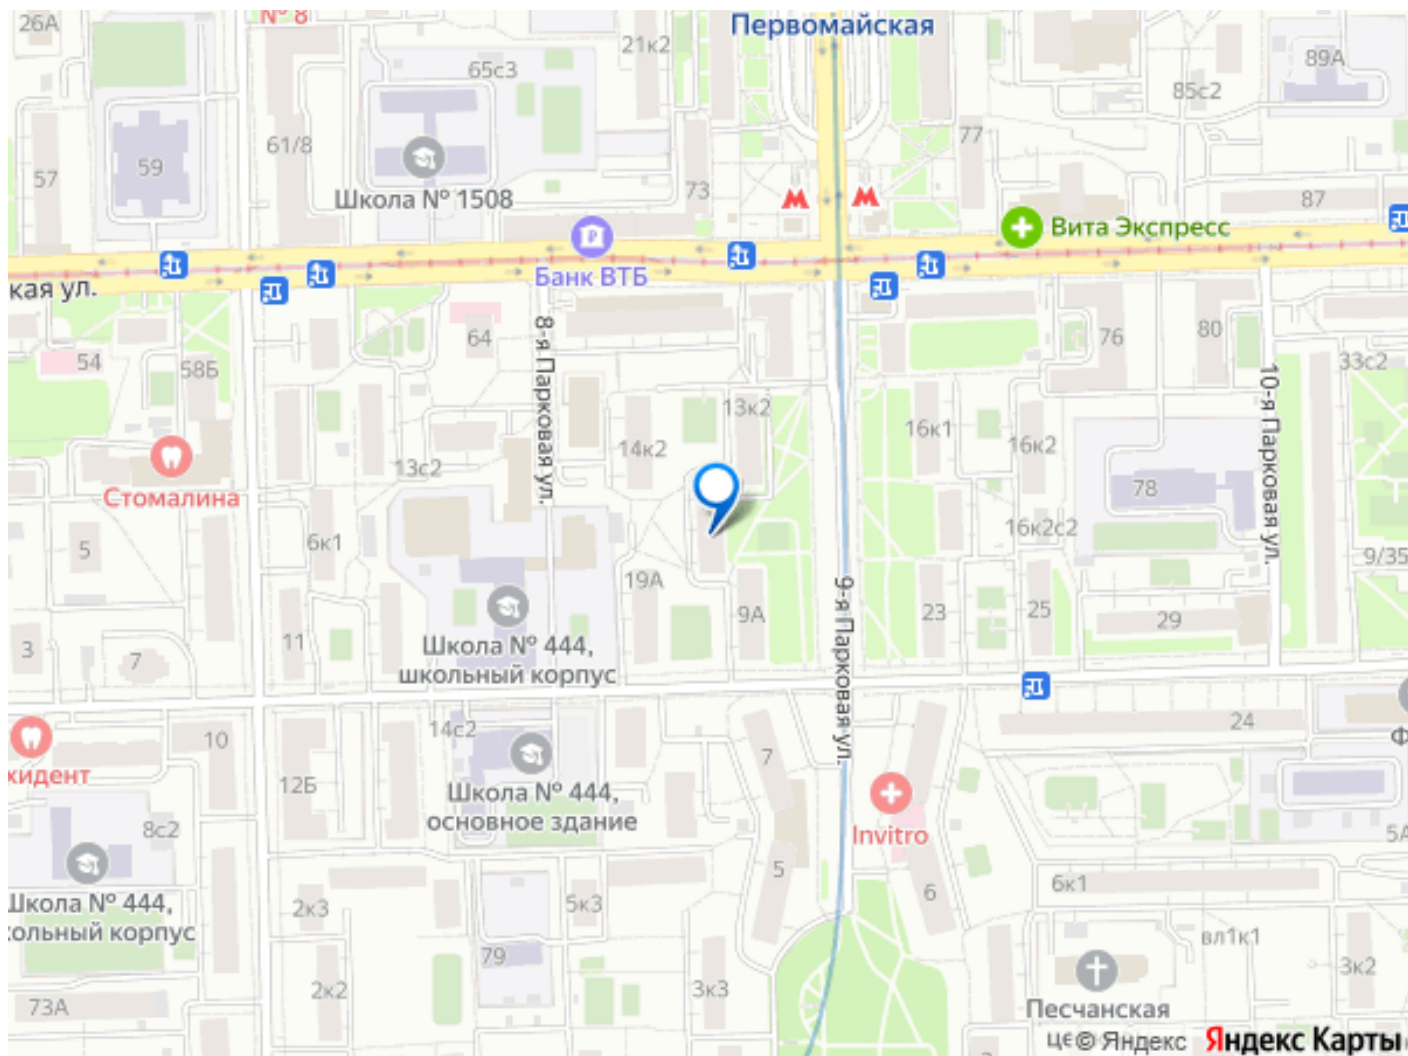 26А
№ 8
Первомайская
21к2
65с3
89А
85с2
77
61/8
59
57
Школа № 1508
73
87
Вита Экспресс
Банк ВТБ
кая ул.
8-я Парковая ул.
64
76
80
33с2
54
58Б
10-я Парковая ул.
13к2
16к1
16к2
14к2
13с2
Стомалина
78
16к2с2
6к1
5
9/35
19А
9А
9-я Парковая ул.
23
25
29
11
3
7
Школа № 444,
школьный корпус
14с2
24
10
7
хидент
12Б
Школа № 444,
основное здание
Invitro
8с2
5А
5
6
6к1
Школа № 444,
кольный корпус
2к3
5к3
вл1к1
79
2к2
3к3
3к2
73А
Песчанская
це
© Яндекс
Яндекс Карты